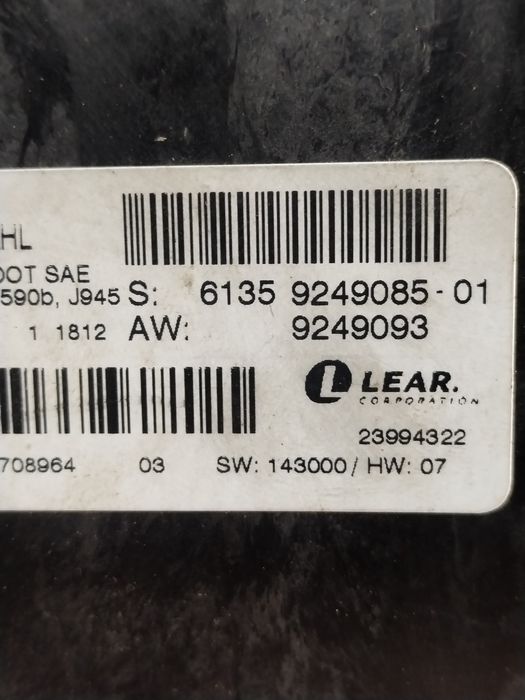 HL
DOT SAE
590b, J945 S: 6135 9249085-01
1 1812 AW: 9249093
L LEAR.
CORPORATION
23994322
708964 03 SW: 143000/ HW: 07